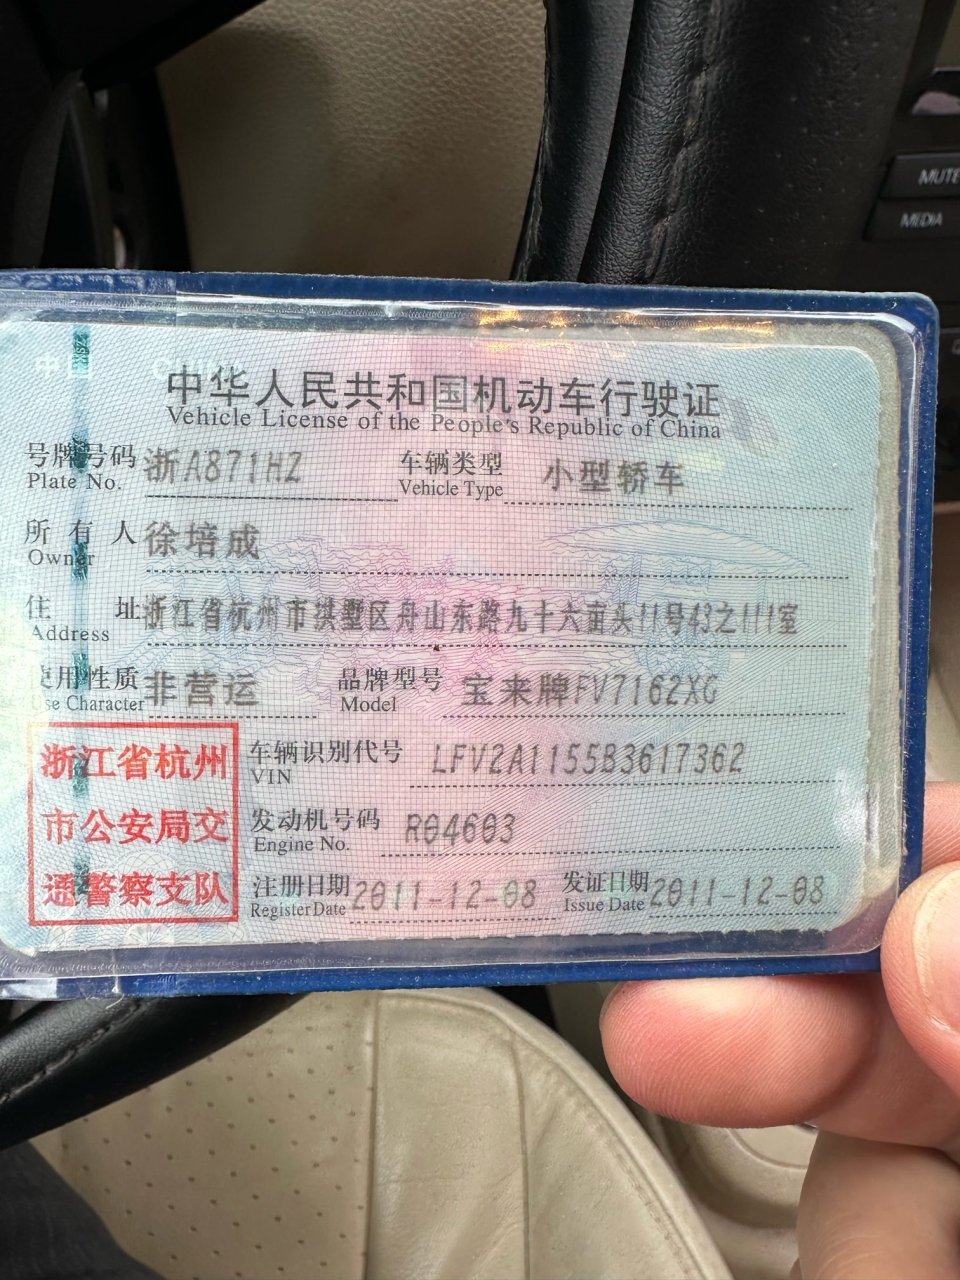 MUTE
MEDIA
中华人民共和国机动车行驶证
Vehicle License of the People's Republic of China
号牌号码 浙A871HZ 车辆类型 小型轿车
Plate No. Vehicle Type
所有人 徐培成
Owner
住址 浙江省杭州市拱墅区舟山东路九十六亩头11号43之111室
Address
使用性质 非营运 品牌型号 宝来牌FV7162XG
Use Character Model
浙江省杭州
市公安局交
通警察支队
车辆识别代号 LFV2A1155B3617362
VIN
发动机号码 R04603
Engine No.
注册日期 2011-12-08 发证日期 2011-12-08
Register Date Issue Date